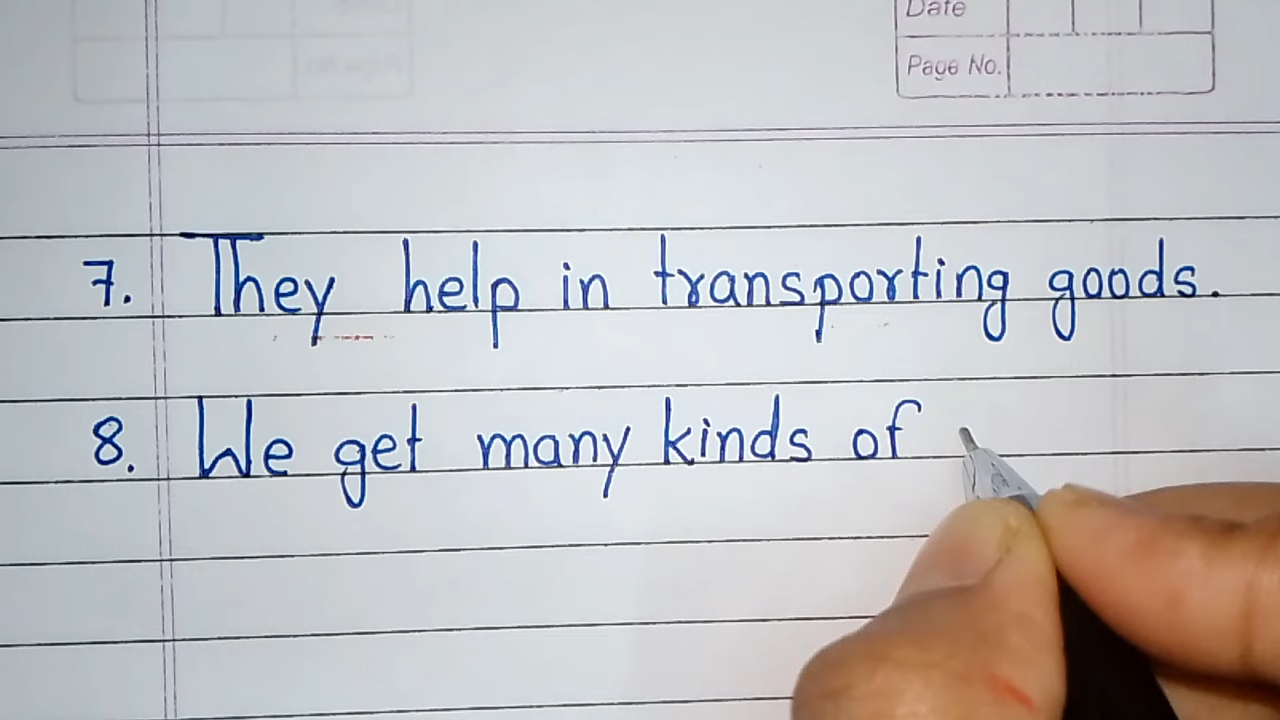 Date
Page No.
7. They help in transporting goods.
8. We get many kinds of